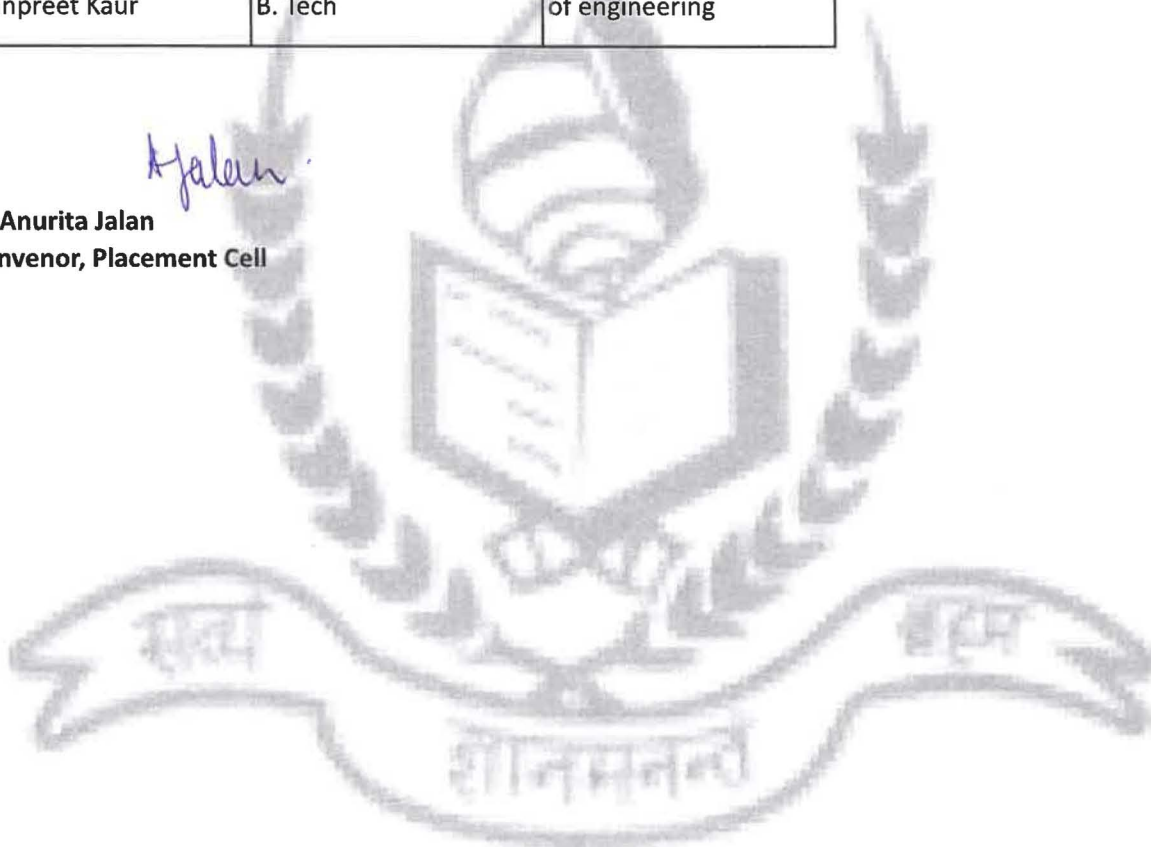 npreet Kaur B. Tech of engineering
AJalan
Anurita Jalan
nvenor, Placement Cell